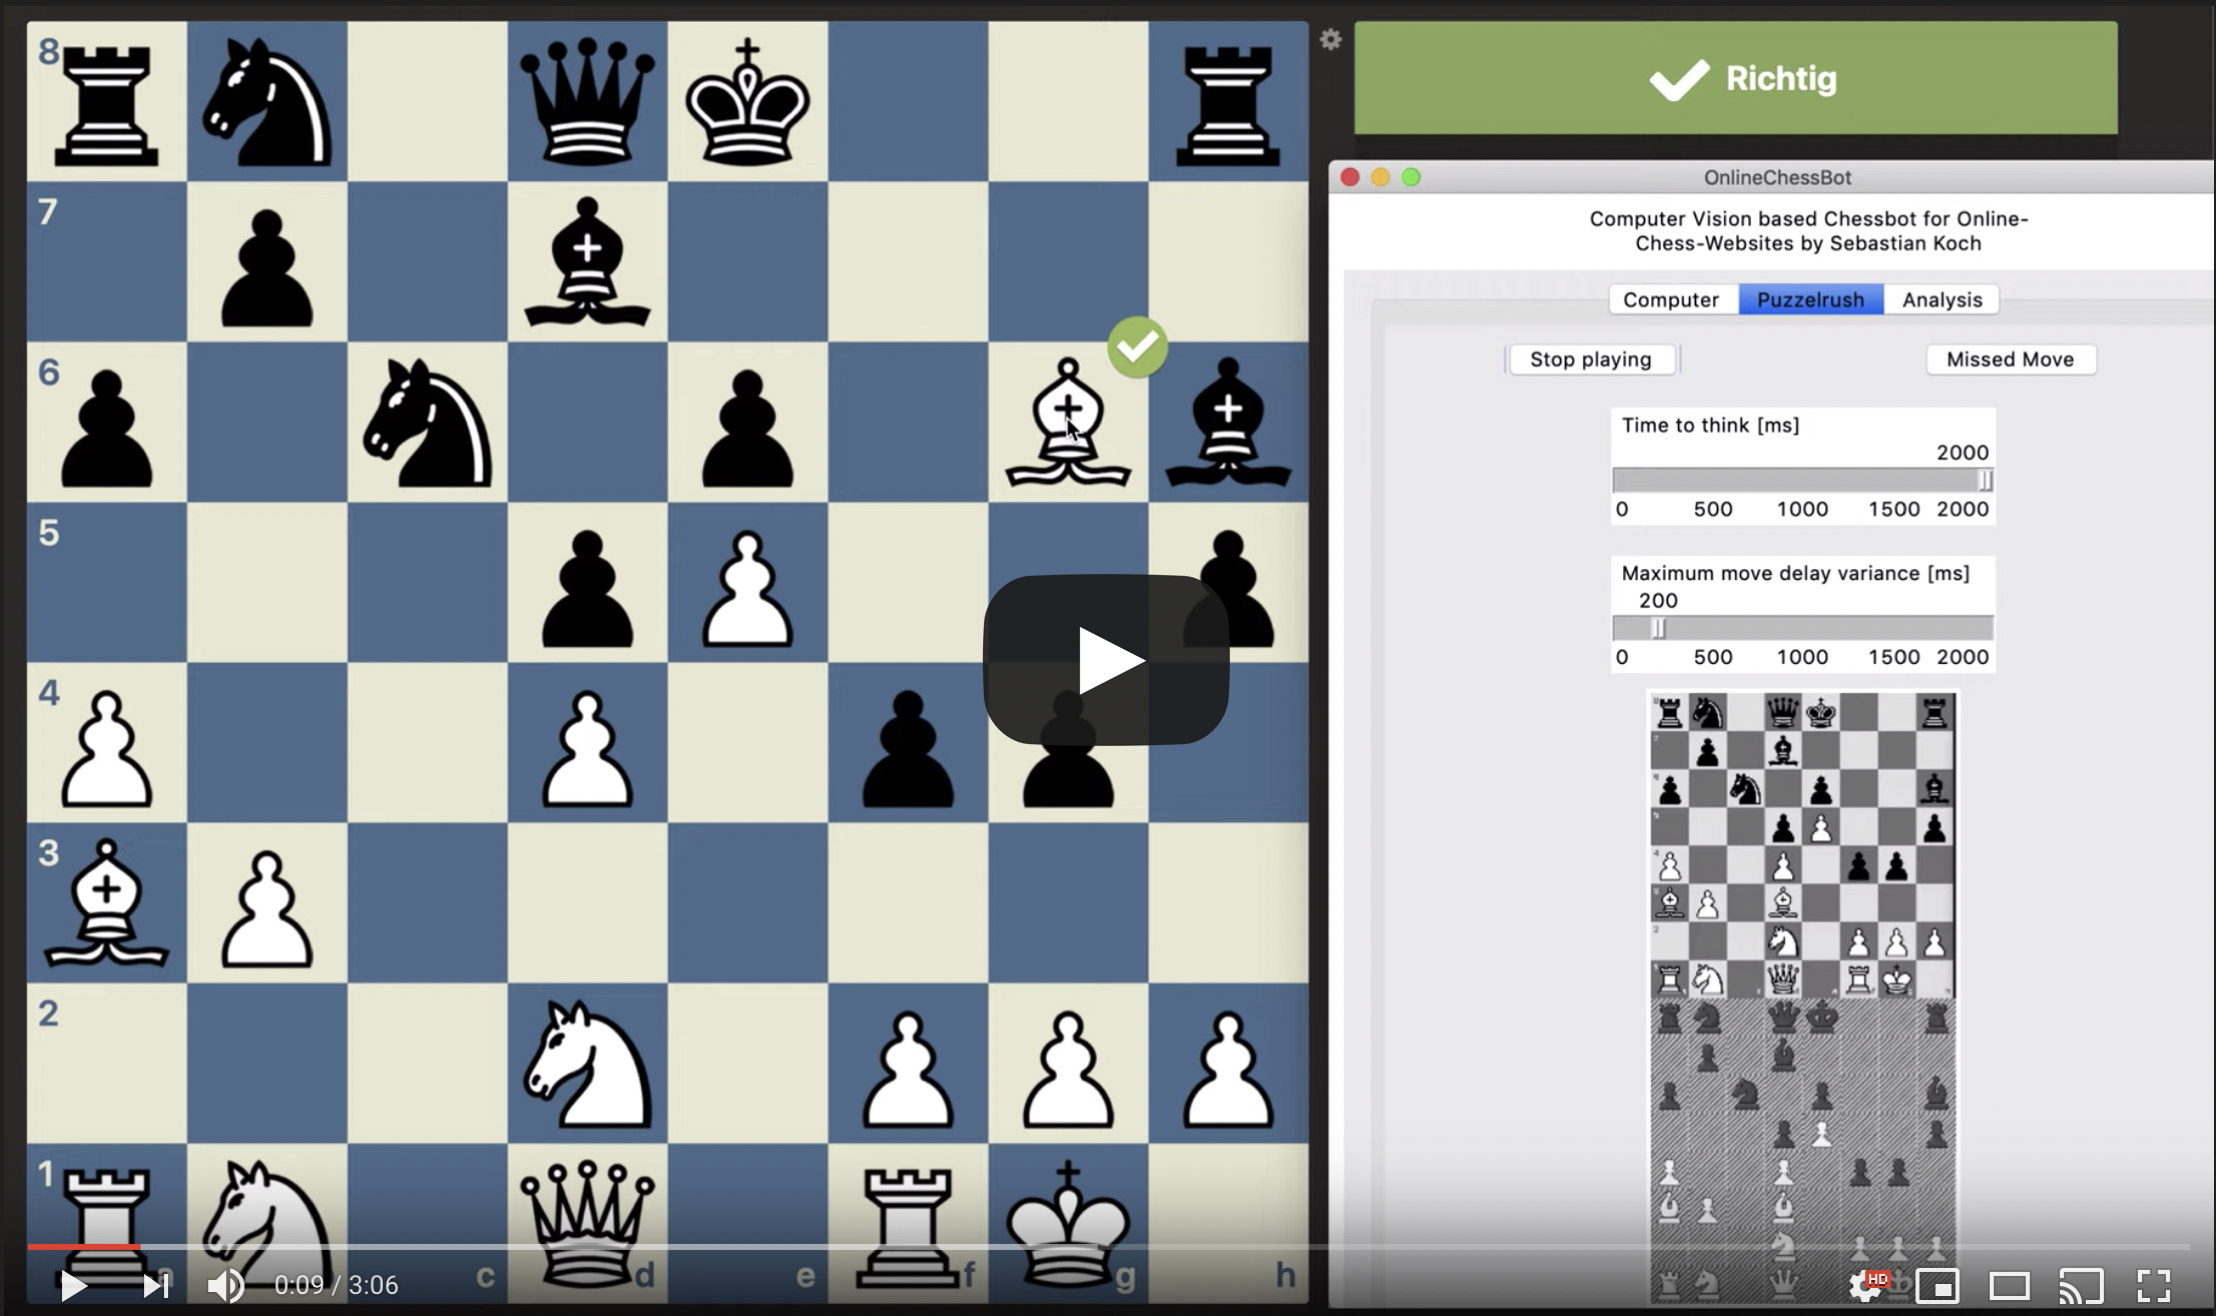 8
7
6
5
4
3
2
1
a
c
d
e
f
g
h
Richtig
OnlineChessBot
Computer Vision based Chessbot for Online-
Chess-Websites by Sebastian Koch
Computer
Puzzelrush
Analysis
Stop playing
Missed Move
Time to think [ms]
2000
0 500 1000 1500 2000
Maximum move delay variance [ms]
200
0 500 1000 1500 2000
0:09 / 3:06
HD